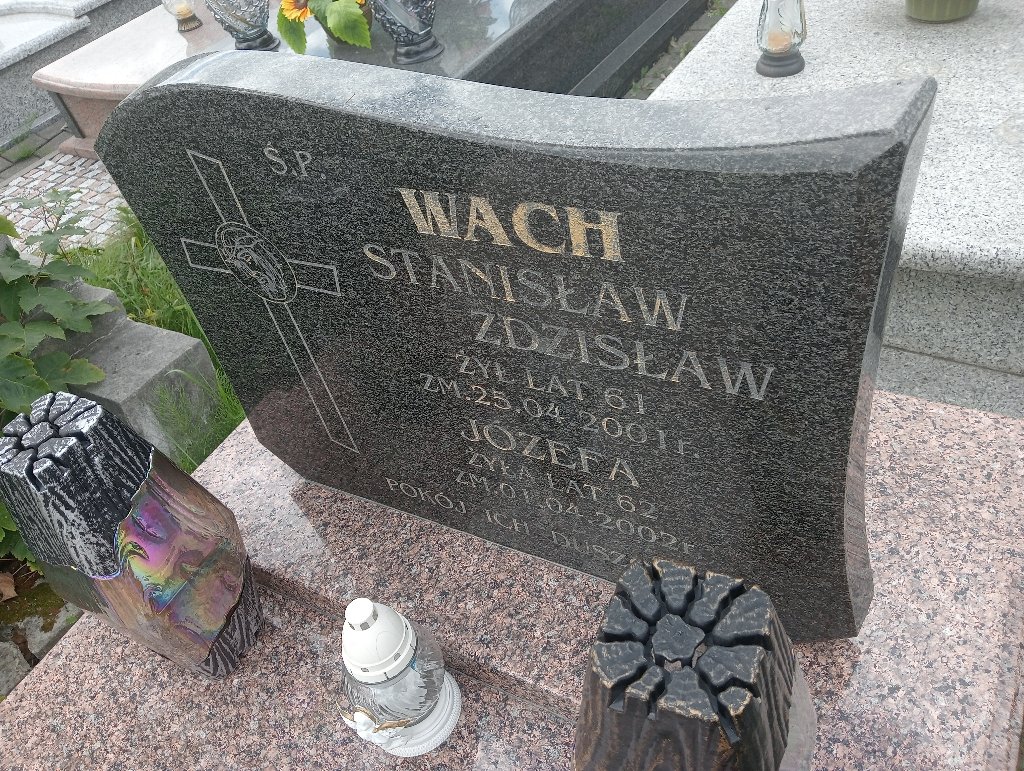 Ś.P.
WACH
STANISŁAW
ZDZISŁAW
ŻYŁ LAT 61
ZM.25.04.2001r.
JÓZEFA
ŻYŁA LAT 62
ZM.01.04.2002r.
POKÓJ ICH